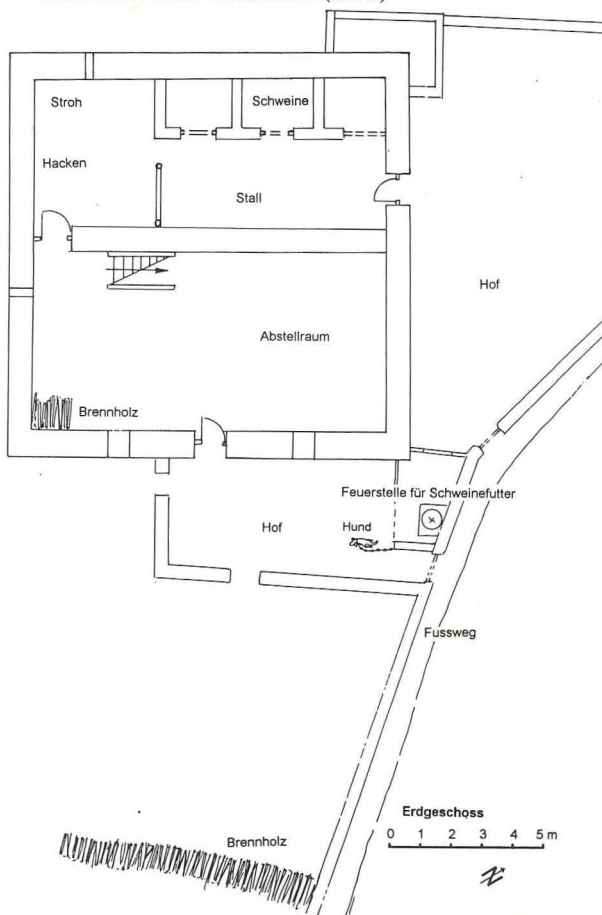 Stroh
Schweine
Hacken
Stall
Hof
Abstellraum
Brennholz
Feuerstelle für Schweinefutter
Hof
Hund
Fussweg
Erdgeschoss
0 1 2 3 4 5 m
Brennholz
N